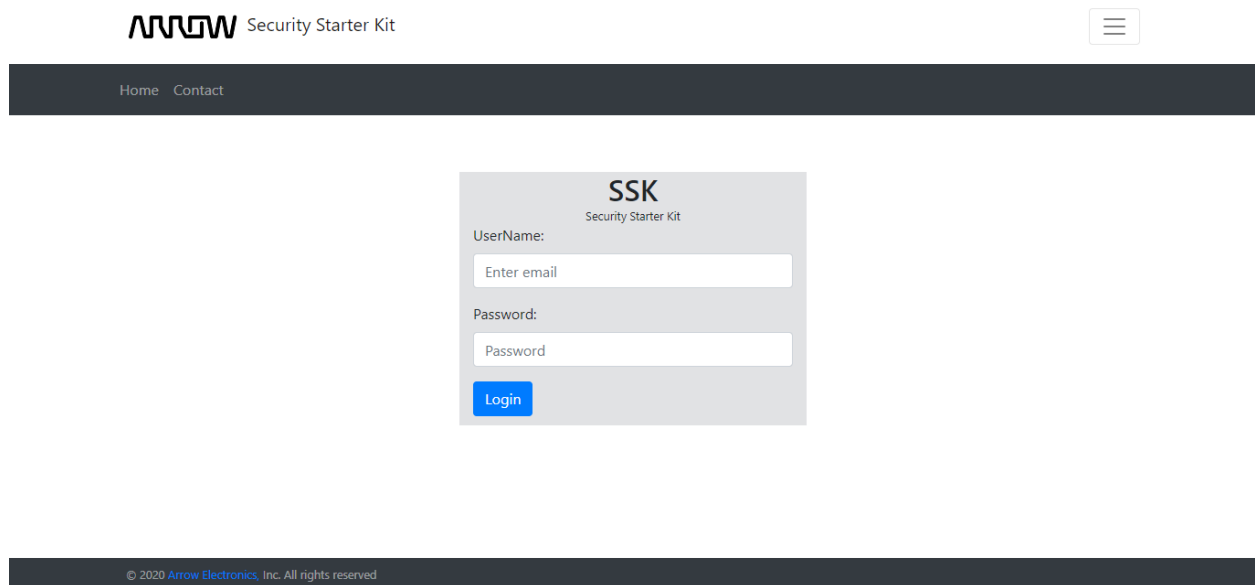 ARROW Security Starter Kit
Home Contact
SSK
Security Starter Kit
UserName:
Enter email
Password:
Password
Login
© 2020 Arrow Electronics, Inc. All rights reserved